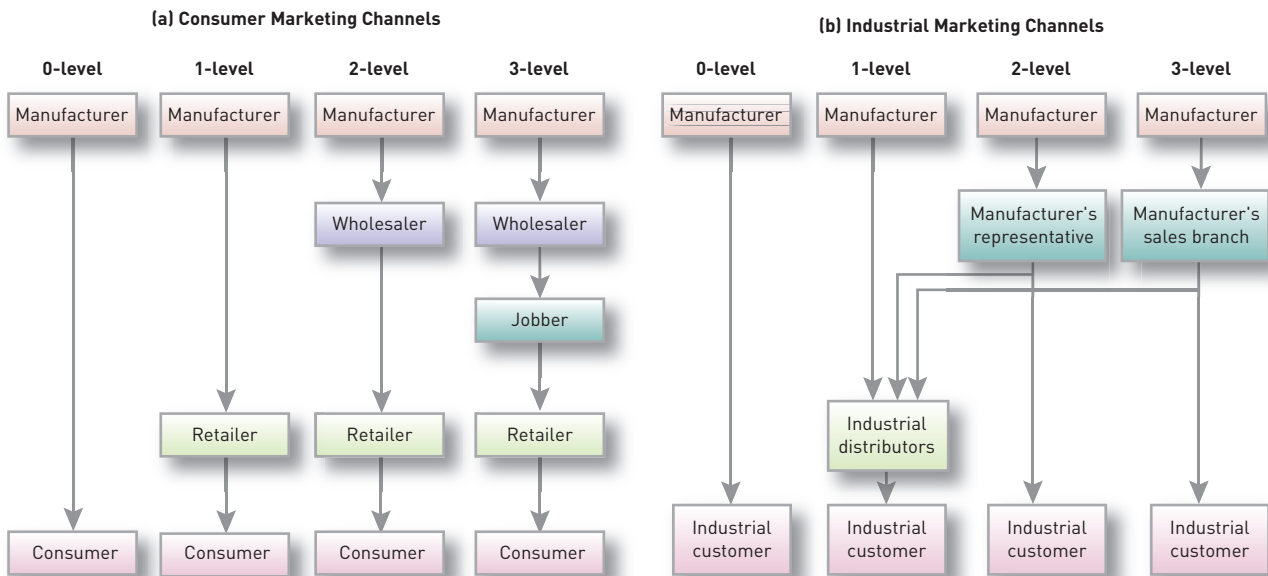 (a) Consumer Marketing Channels
0-level
1-level
2-level
3-level
Manufacturer
Manufacturer
Manufacturer
Manufacturer
Wholesaler
Wholesaler
Jobber
Retailer
Retailer
Retailer
Consumer
Consumer
Consumer
Consumer
(b) Industrial Marketing Channels
0-level
1-level
2-level
3-level
Manufacturer
Manufacturer
Manufacturer
Manufacturer
Manufacturer's
representative
Manufacturer's
sales branch
Industrial
distributors
Industrial
customer
Industrial
customer
Industrial
customer
Industrial
customer